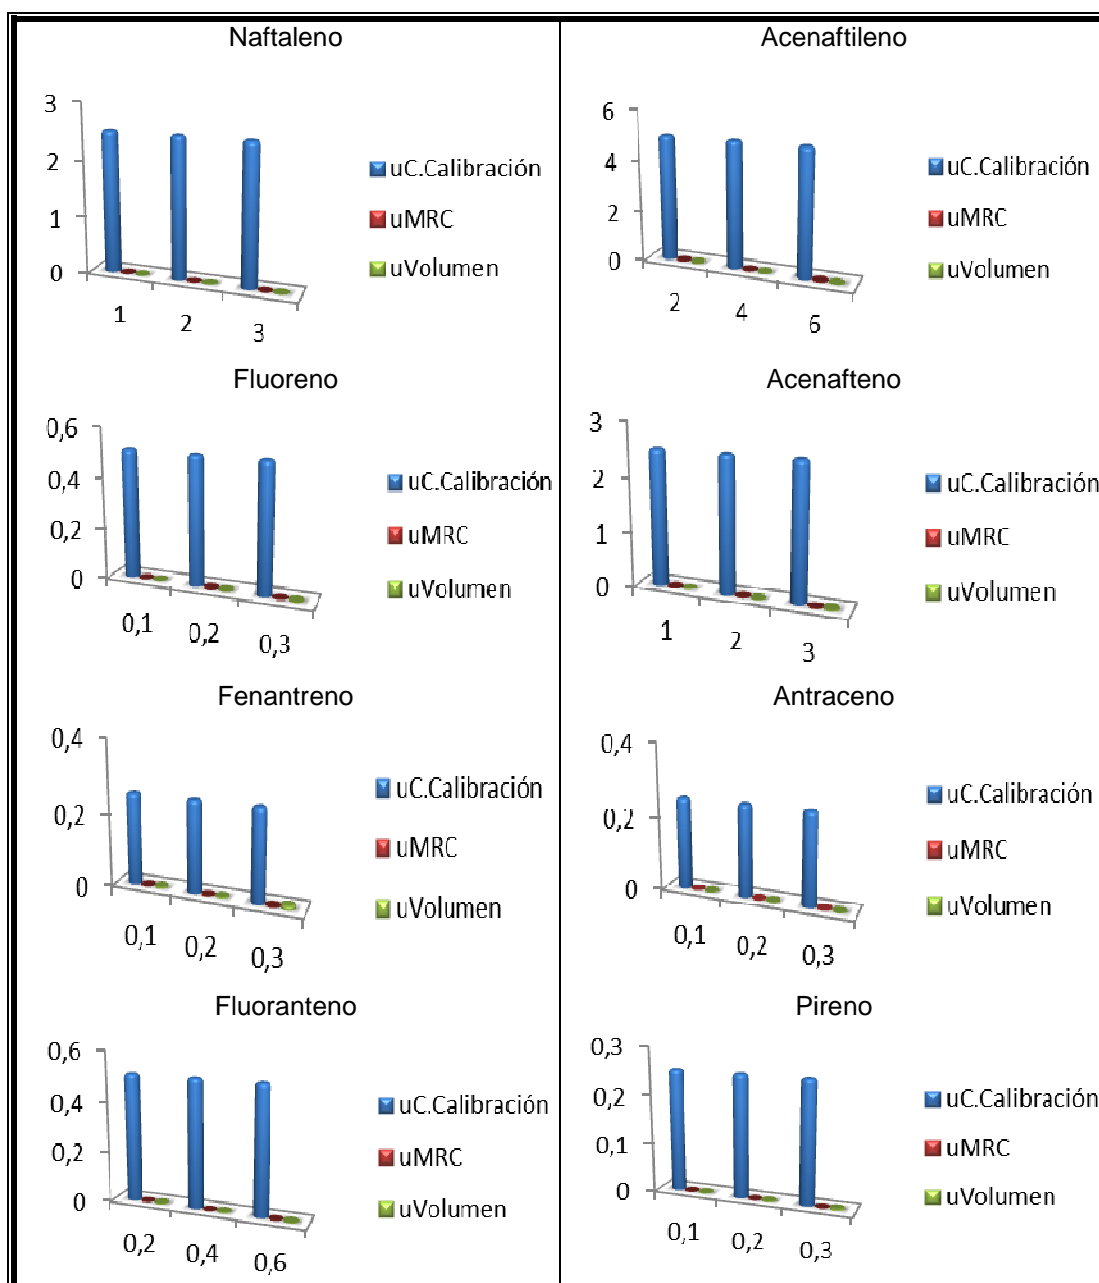 Naftaleno
3
2
1
0
1 2 3
uC.Calibración
uMRC
uVolumen
Acenaftileno
6
4
2
0
2 4 6
uC.Calibración
uMRC
uVolumen
Fluoreno
0,6
0,4
0,2
0
0,1 0,2 0,3
uC.Calibración
uMRC
uVolumen
Acenafteno
3
2
1
0
1 2 3
uC.Calibración
uMRC
uVolumen
Fenantreno
0,4
0,2
0
0,1 0,2 0,3
uC.Calibración
uMRC
uVolumen
Antraceno
0,4
0,2
0
0,1 0,2 0,3
uC.Calibración
uMRC
uVolumen
Fluoranteno
0,6
0,4
0,2
0
0,2 0,4 0,6
uC.Calibración
uMRC
uVolumen
Pireno
0,3
0,2
0,1
0
0,1 0,2 0,3
uC.Calibración
uMRC
uVolumen